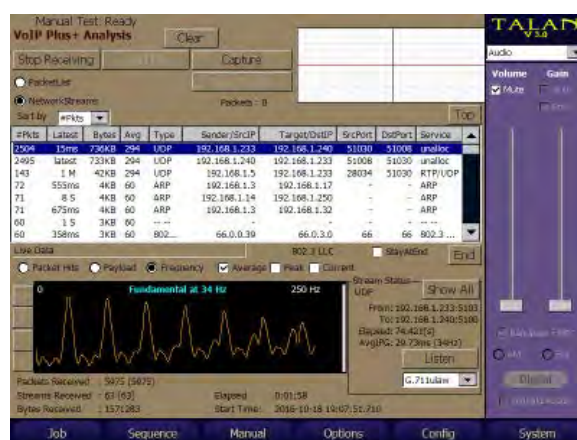 Manual Test: Ready
VoIP Plus+ Analysis
Clear
TALAN
V 3.0
Stop Receiving
Capture
Audio
PacketList
Volume Gain
NetworkStreams
Packets : 0
Mute
Sort by #Pkts
Top
#Pkts Latest Bytes Avg Type Sender/SrcIP Target/DstIP SrcPort DstPort Service
2504 15ms 736KB 294 UDP 192.168.1.233 192.168.1.240 51030 51008 unalloc
2495 latest 733KB 294 UDP 192.168.1.240 192.168.1.233 51008 51030 unalloc
143 1 M 42KB 294 UDP 192.168.1.5 192.168.1.233 28034 51030 RTP/UDP
72 555ms 4KB 60 ARP 192.168.1.3 192.168.1.17 - - ARP
71 8 S 4KB 60 ARP 192.168.1.14 192.168.1.250 - - ARP
71 675ms 4KB 60 ARP 192.168.1.3 192.168.1.32 - - ARP
60 1 S 3KB 60 -- -- -- --
60 358ms 3KB 60 802... 66.0.0.39 66.0.3.0 66 66 802.3 ...
Live Data
802.3 LLC
StayAtEnd
End
Packet Hits Payload Frequency Average Peak Current
0 Fundamental at 34 Hz 250 Hz
Stream Status
UDP
Show All
From: 192.168.1.233:5103
To: 192.168.1.240:5100
Elapsed: 74.421(s)
AvgIPG: 29.73ms (34Hz)
Listen
G.711ulaw
Packets Received : 5975 (5975)
Streams Received : 63 (63)
Elapsed 0:01:58
Bytes Received : 1571283
Start Time: 2016-10-18 19:07:51.710
Job Sequence Manual Options Config System